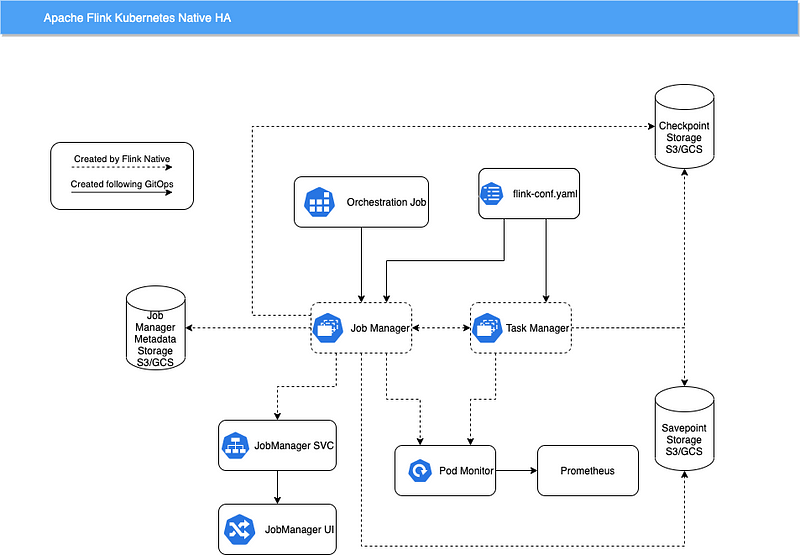 Apache Flink Kubernetes Native HA
Checkpoint
Storage
S3/GCS
Created by Flink Native
Created following GitOps
Orchestration Job
flink-conf.yaml
Job
Manager
Metadata
Storage
S3/GCS
Job Manager
Task Manager
JobManager SVC
Pod Monitor
Prometheus
Savepoint
Storage
S3/GCS
JobManager UI